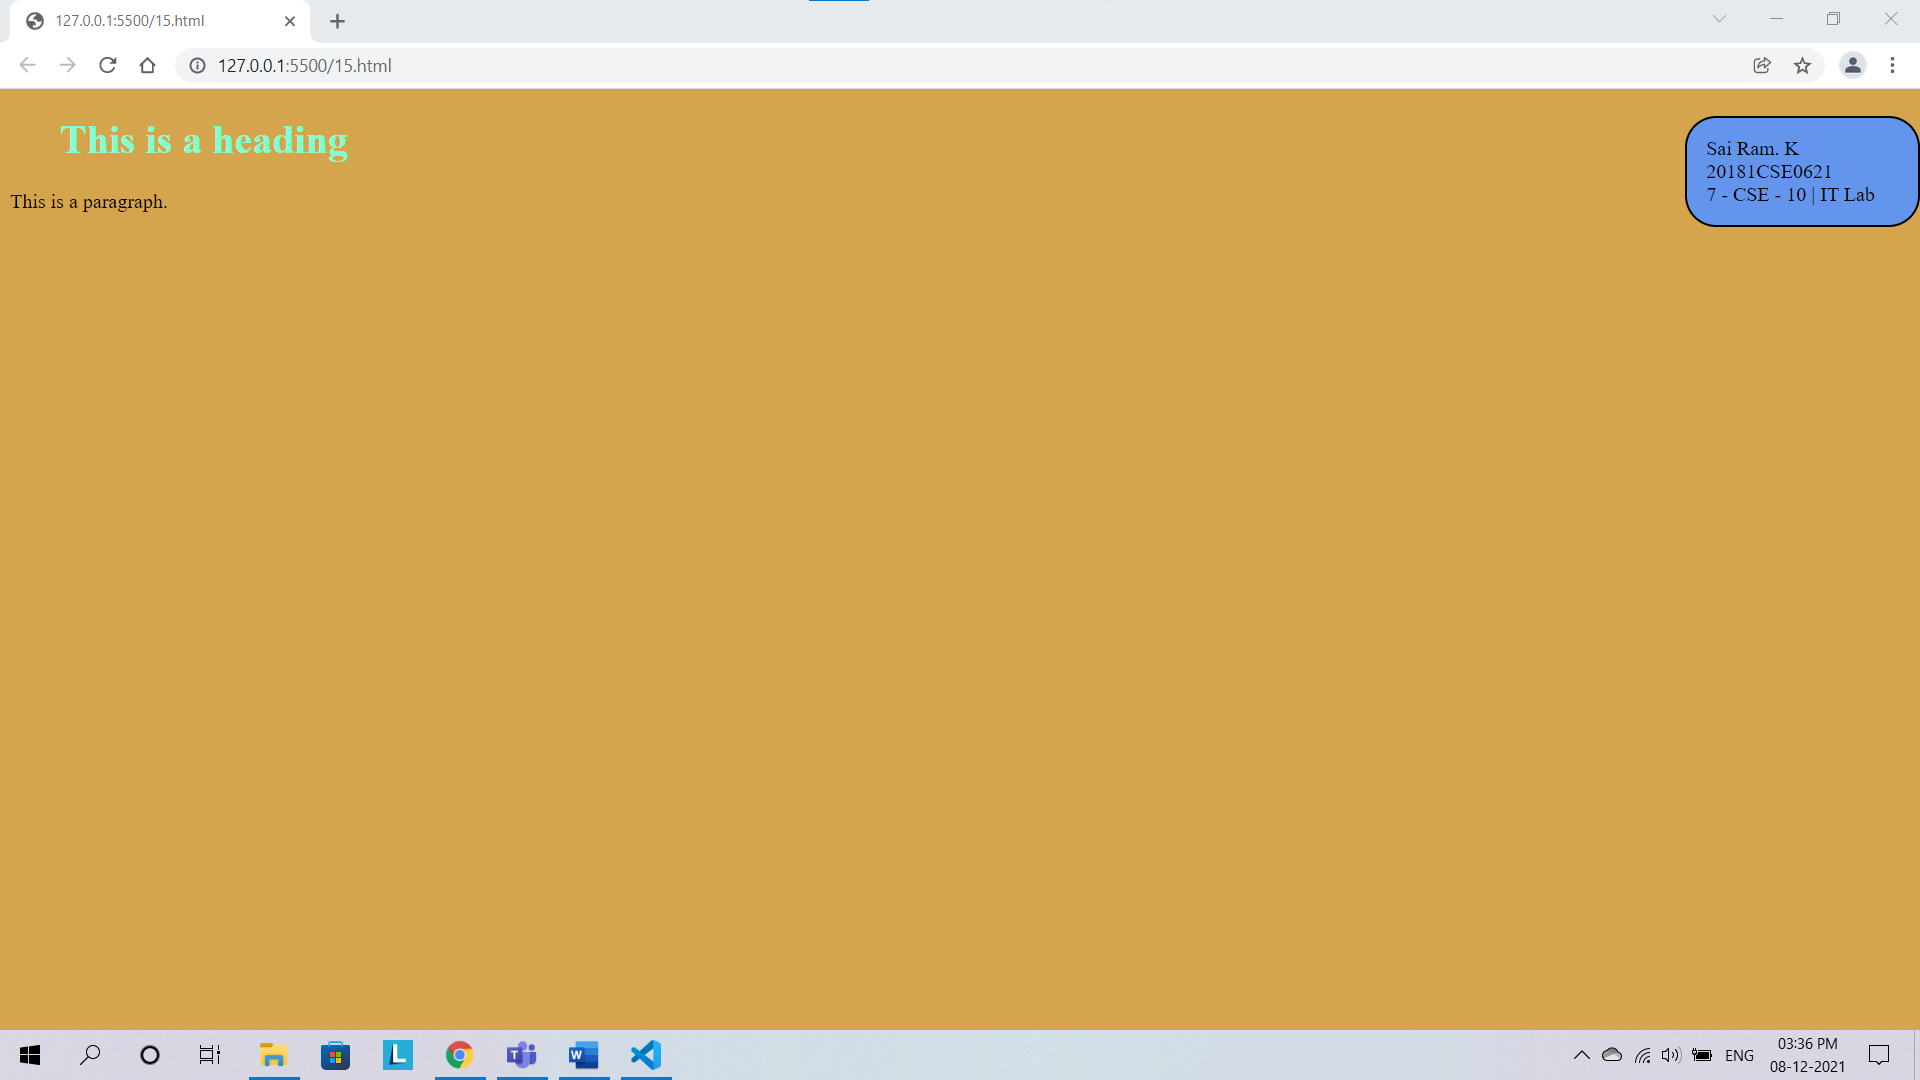 127.0.0.1:5500/15.html
127.0.0.1:5500/15.html
This is a heading
This is a paragraph.
Sai Ram. K
20181CSE0621
7 - CSE - 10 | IT Lab
L
T
W
ENG
03:36 PM
08-12-2021